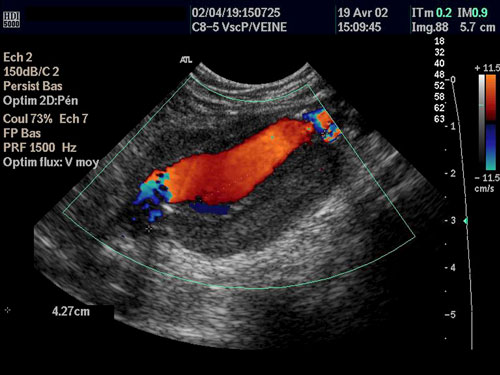 HDI
5000
02/04/19:150725
C8-5 VscP/VEINE
19 Avr 02
15:09:45
ITm 0.2 IM0.9
Img.88 5.7 cm
Ech 2
150dB/C 2
Persist Bas
Optim 2D:Pén
Coul 73% Ech 7
FP Bas
PRF 1500 Hz
Optim flux: V moy
ATL
18
32
40
48
52
56
60
62
63
+ 11.5
- 11.5
cm/s
0
1
2
3
4
5
4.27cm